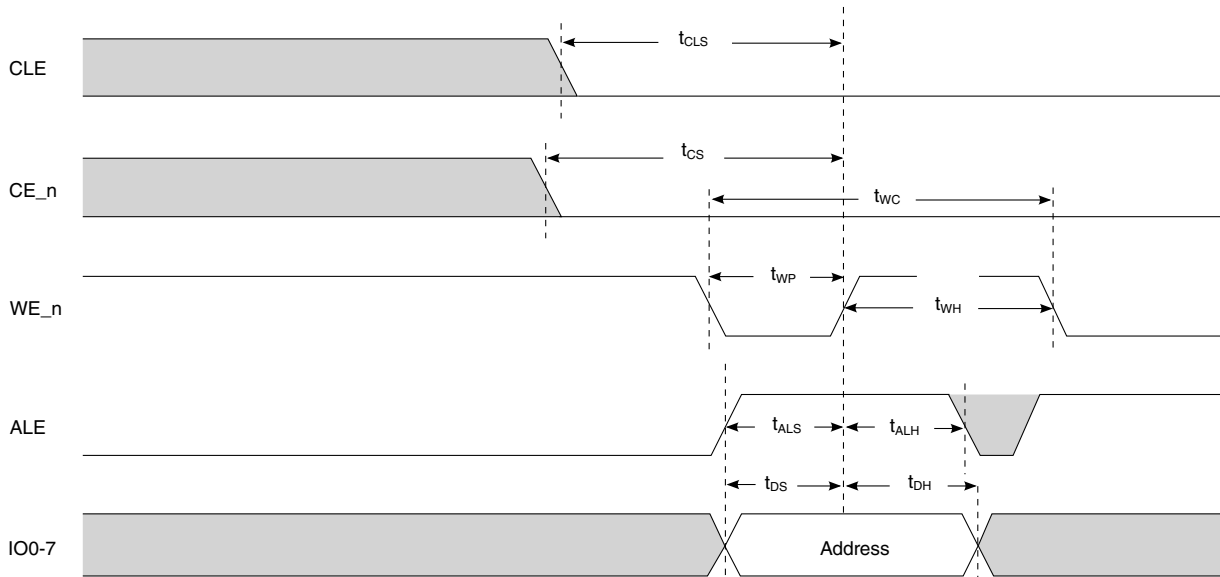 tCLS
CLE
tCS
CE_n
tWC
tWP
WE_n
tWH
ALE
tALS
tALH
tDS
tDH
IO0-7
Address